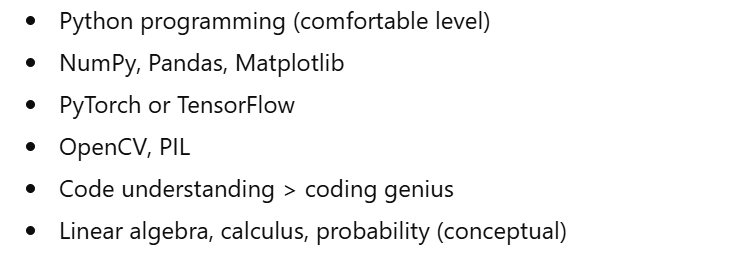 • Python programming (comfortable level)
• NumPy, Pandas, Matplotlib
• PyTorch or TensorFlow
• OpenCV, PIL
• Code understanding > coding genius
• Linear algebra, calculus, probability (conceptual)